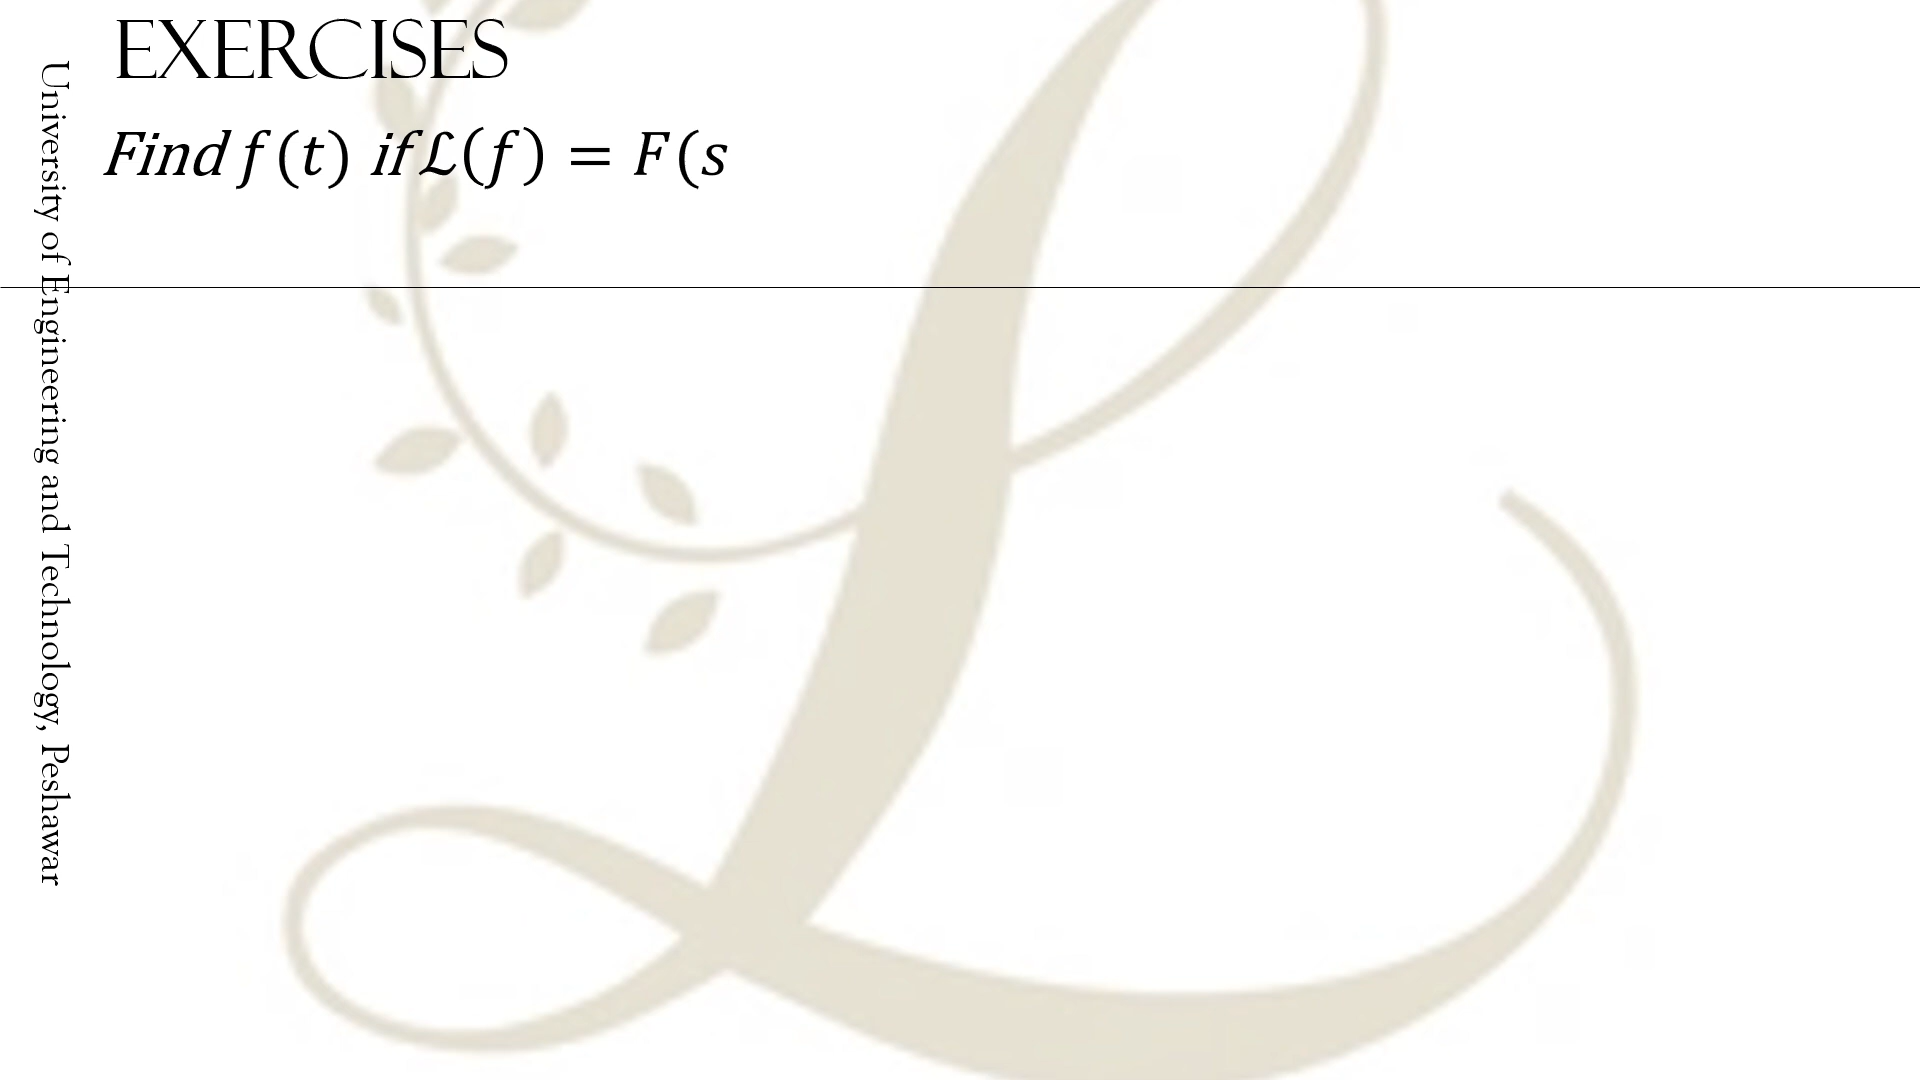 EXERCISES
Find f(t) if ℒ(f) = F(s
University of Engineering and Technology, Peshawar